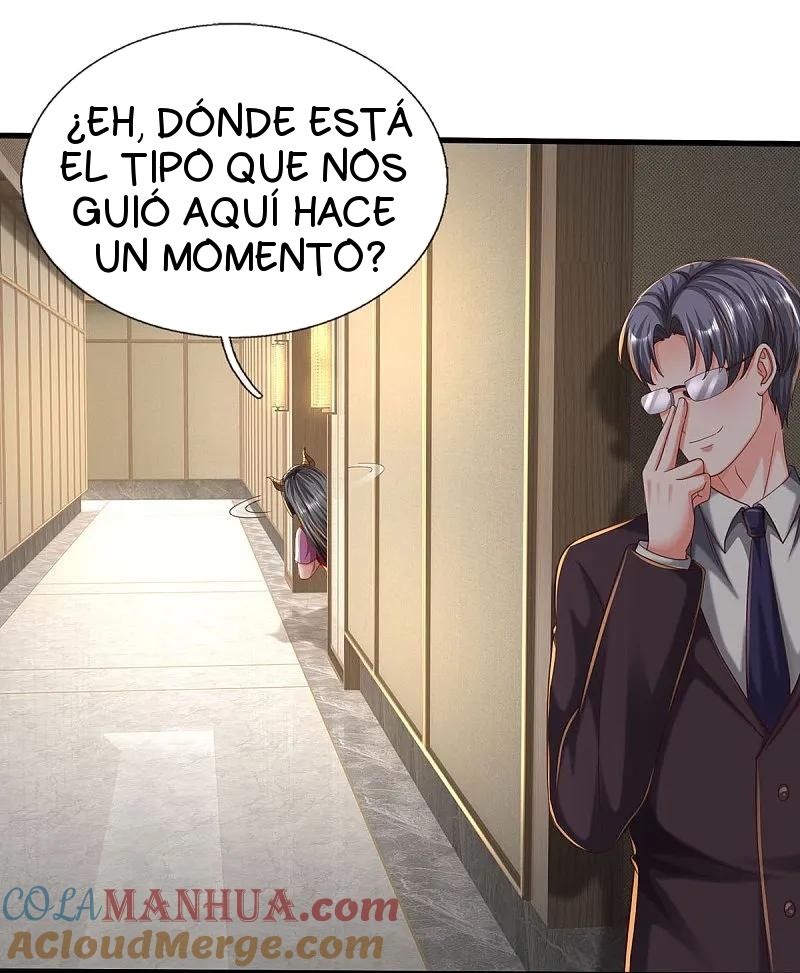 ¿EH, DÓNDE ESTÁ
EL TIPO QUE NOS
GUIÓ AQUÍ HACE
UN MOMENTO?
COLAMANHUA.com
AcloudMerge.com